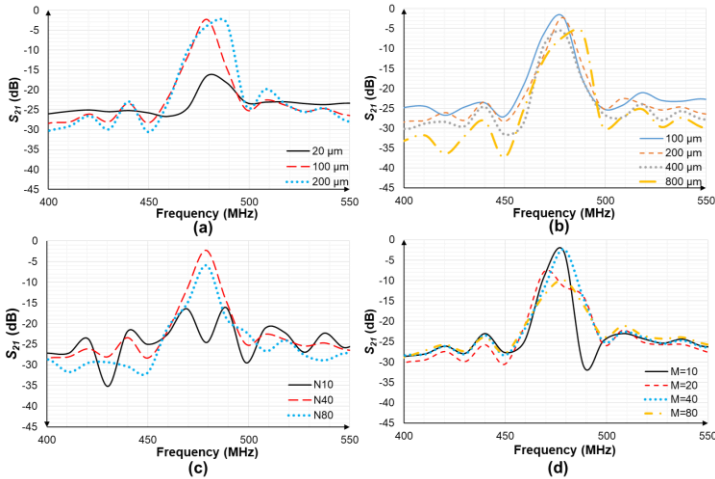 0
-5
-10
-15
-20
-25
-30
-35
-40
-45
S21 (dB)
400
450
500
550
Frequency (MHz)
20 μm
100 μm
200 μm
(a)
0
-5
-10
-15
-20
-25
-30
-35
-40
-45
S21 (dB)
400
450
500
550
Frequency (MHz)
100 μm
200 μm
400 μm
800 μm
(b)
0
-5
-10
-15
-20
-25
-30
-35
-40
-45
S21 (dB)
400
450
500
550
Frequency (MHz)
N10
N40
N80
(c)
0
-5
-10
-15
-20
-25
-30
-35
-40
-45
S21 (dB)
400
450
500
550
Frequency (MHz)
M=10
M=20
M=40
M=80
(d)